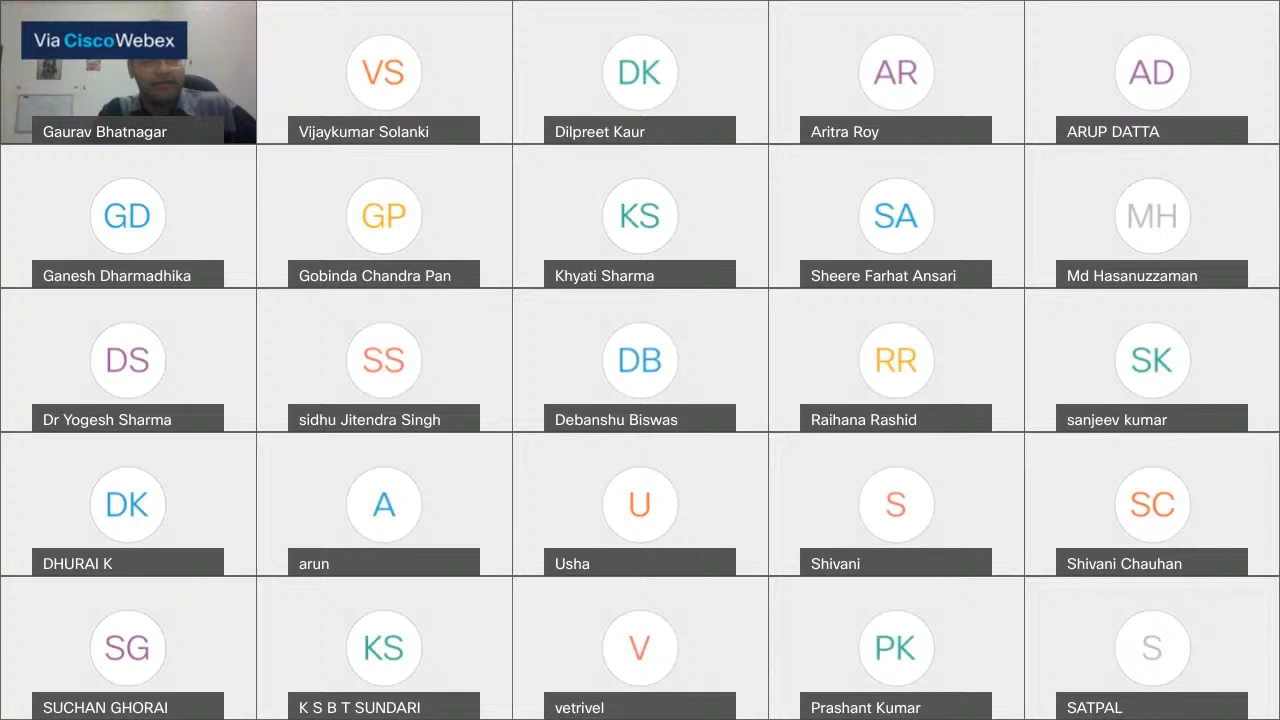 Via CiscoWebex
VS
DK
AR
AD
Gaurav Bhatnagar
Vijaykumar Solanki
Dilpreet Kaur
Aritra Roy
ARUP DATTA
GD
GP
KS
SA
MH
Ganesh Dharmadhika
Gobinda Chandra Pan
Khyati Sharma
Sheere Farhat Ansari
Md Hasanuzzaman
DS
SS
DB
RR
SK
Dr Yogesh Sharma
sidhu Jitendra Singh
Debanshu Biswas
Raihana Rashid
sanjeev kumar
DK
A
U
S
SC
DHURAI K
arun
Usha
Shivani
Shivani Chauhan
SG
KS
V
PK
S
SUCHAN GHORAI
K S B T SUNDARI
vetrivel
Prashant Kumar
SATPAL